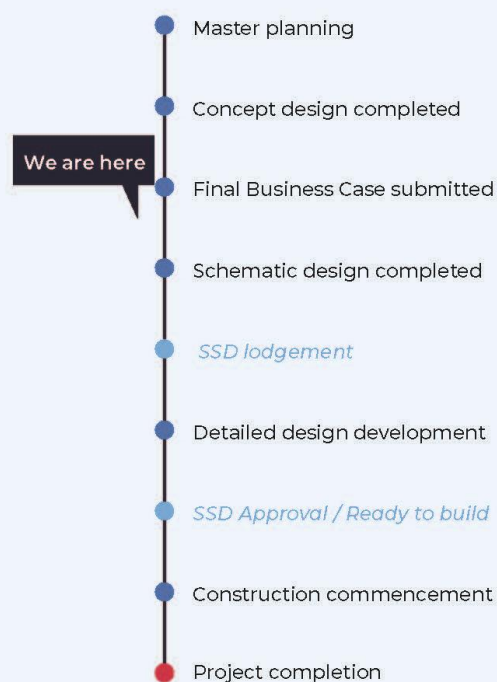 Master planning
Concept design completed
We are here
Final Business Case submitted
Schematic design completed
SSD lodgement
Detailed design development
SSD Approval / Ready to build
Construction commencement
Project completion